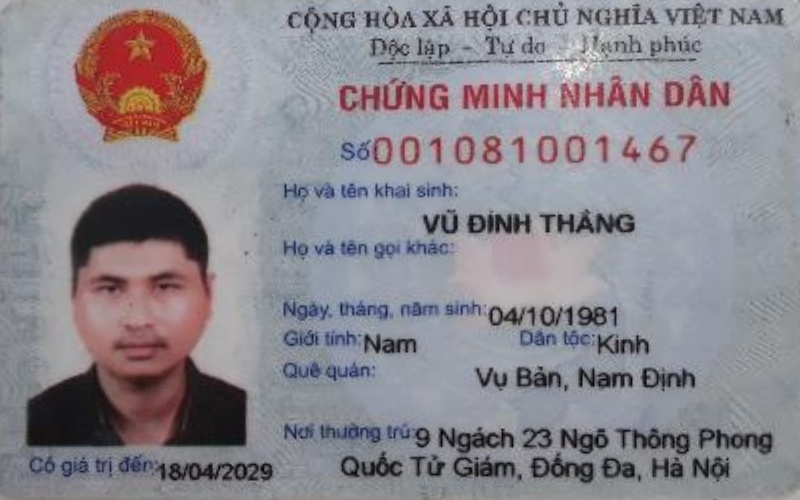 CỘNG HÒA XÃ HỘI CHỦ NGHĨA VIỆT NAM
Độc lập - Tự do - Hạnh phúc
CHỨNG MINH NHÂN DÂN
Số 001081001467
Họ và tên khai sinh:
VŨ ĐÌNH THẮNG
Họ và tên gọi khác:
Ngày, tháng, năm sinh: 04/10/1981
Giới tính: Nam Dân tộc: Kinh
Quê quán: Vụ Bản, Nam Định
Nơi thường trú: 9 Ngách 23 Ngõ Thông Phong
Quốc Tử Giám, Đống Đa, Hà Nội
Có giá trị đến: 18/04/2029